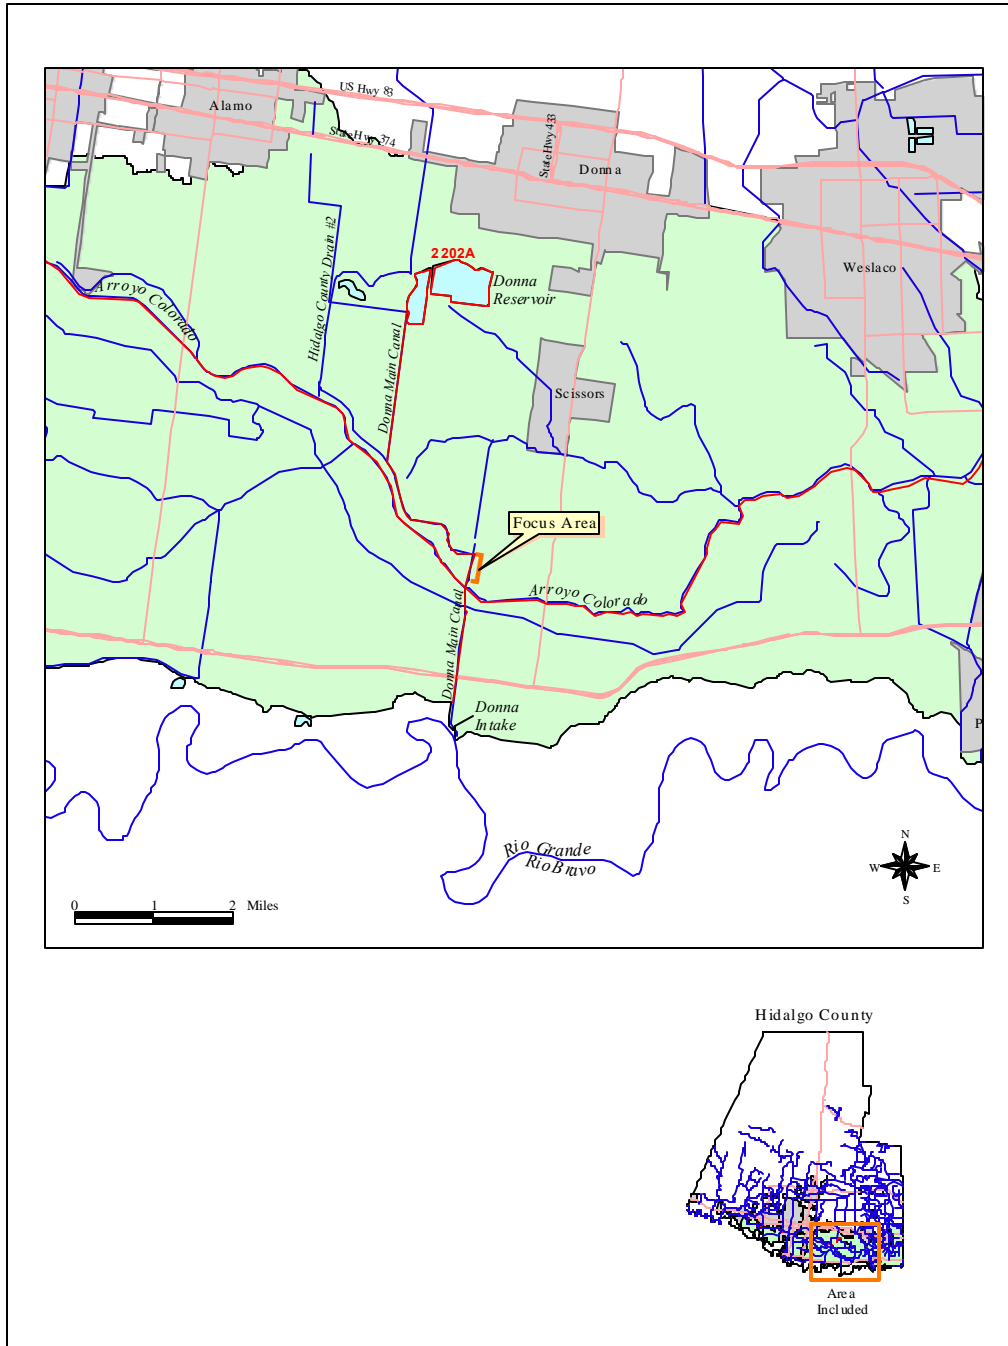 US Hwy 83
Alamo
State Hwy 374
State Hwy 433
Donna
Weslaco
2202A
Donna
Reservoir
Hidalgo County Drain #2
Arroyo Colorado
Donna Main Canal
Scissors
Focus Area
Arroyo Colorado
Donna Main Canal
Donna
Intake
P
Rio Grande
Rio Bravo
N
W
E
S
0 1 2 Miles
Hidalgo County
Area
Included